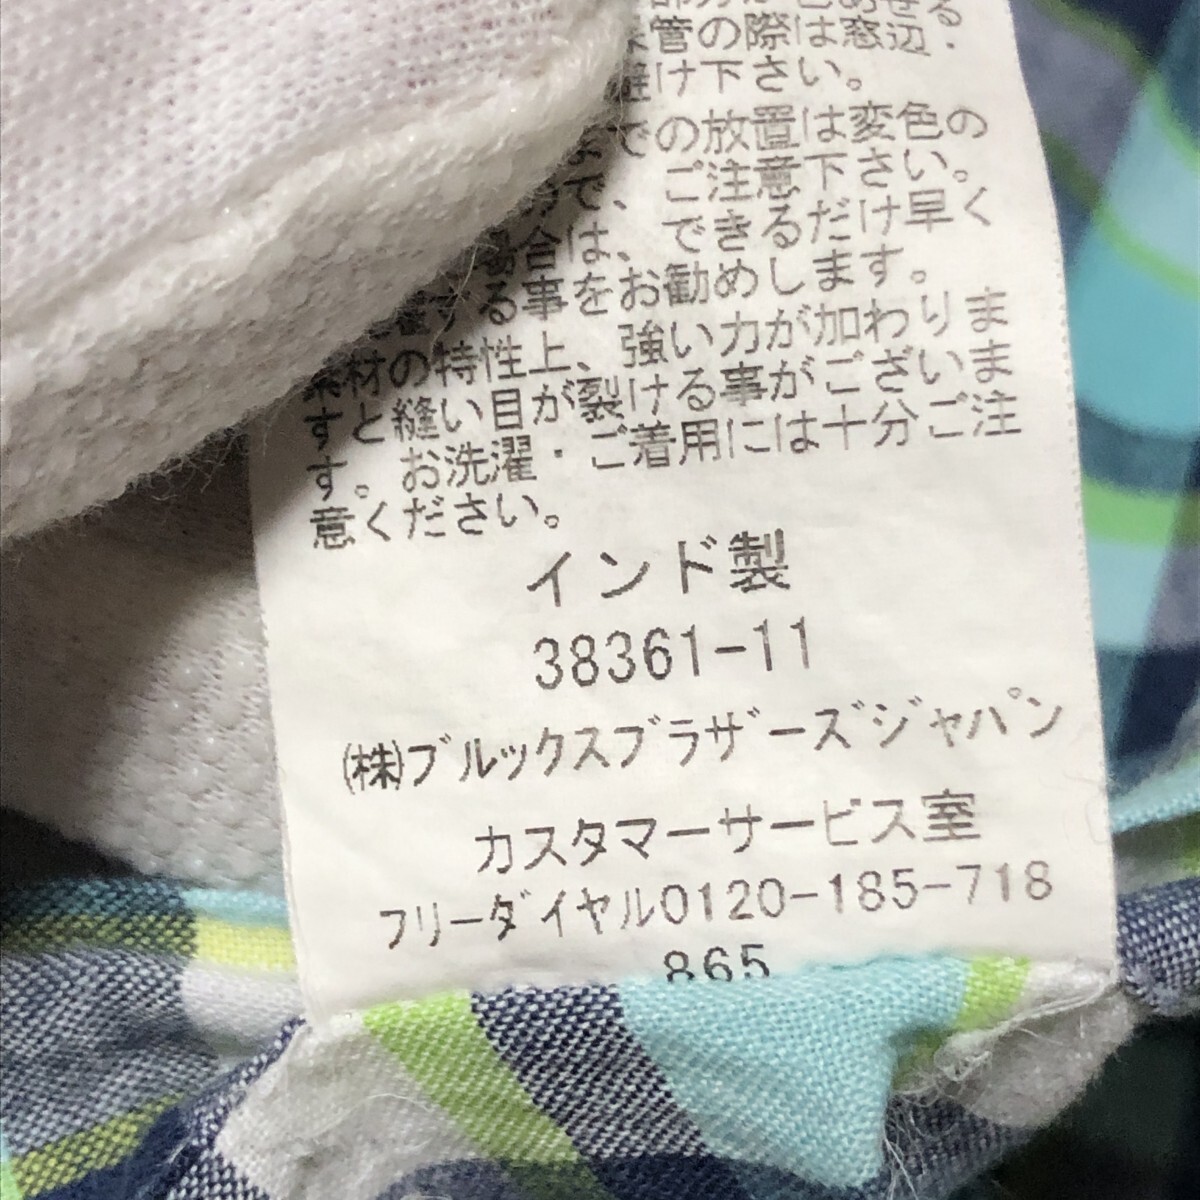 管の際は窓辺・
け下さい。
での放置は変色の
で、ご注意下さい。
場合は、できるだけ早く
する事をお勧めします。
素材の特性上、強い力が加わりま
すと縫い目が裂ける事がございま
す。お洗濯・ご着用には十分ご注
意ください。
インド製
38361-11
(株)ブルックスブラザーズジャパン
カスタマーサービス室
フリーダイヤル0120-185-718
865